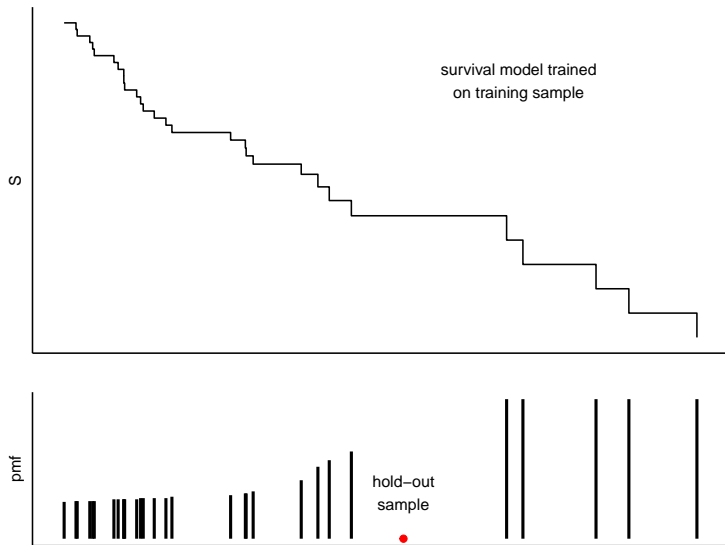 survival model trained
on training sample
S
pmf
hold−out
sample